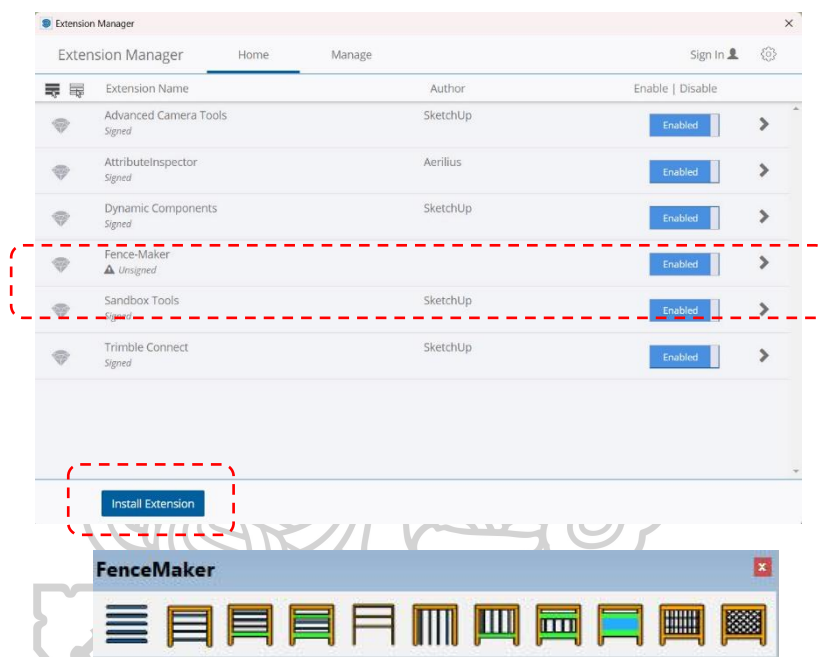 Extension Manager
Extension Manager Home Manage Sign In
Extension Name Author Enable | Disable
Advanced Camera Tools SketchUp Enabled
Signed
AttributeInspector Aerilius Enabled
Signed
Dynamic Components SketchUp Enabled
Signed
Fence-Maker Enabled
Unsigned
Sandbox Tools SketchUp Enabled
Signed
Trimble Connect SketchUp Enabled
Signed
Install Extension
FenceMaker